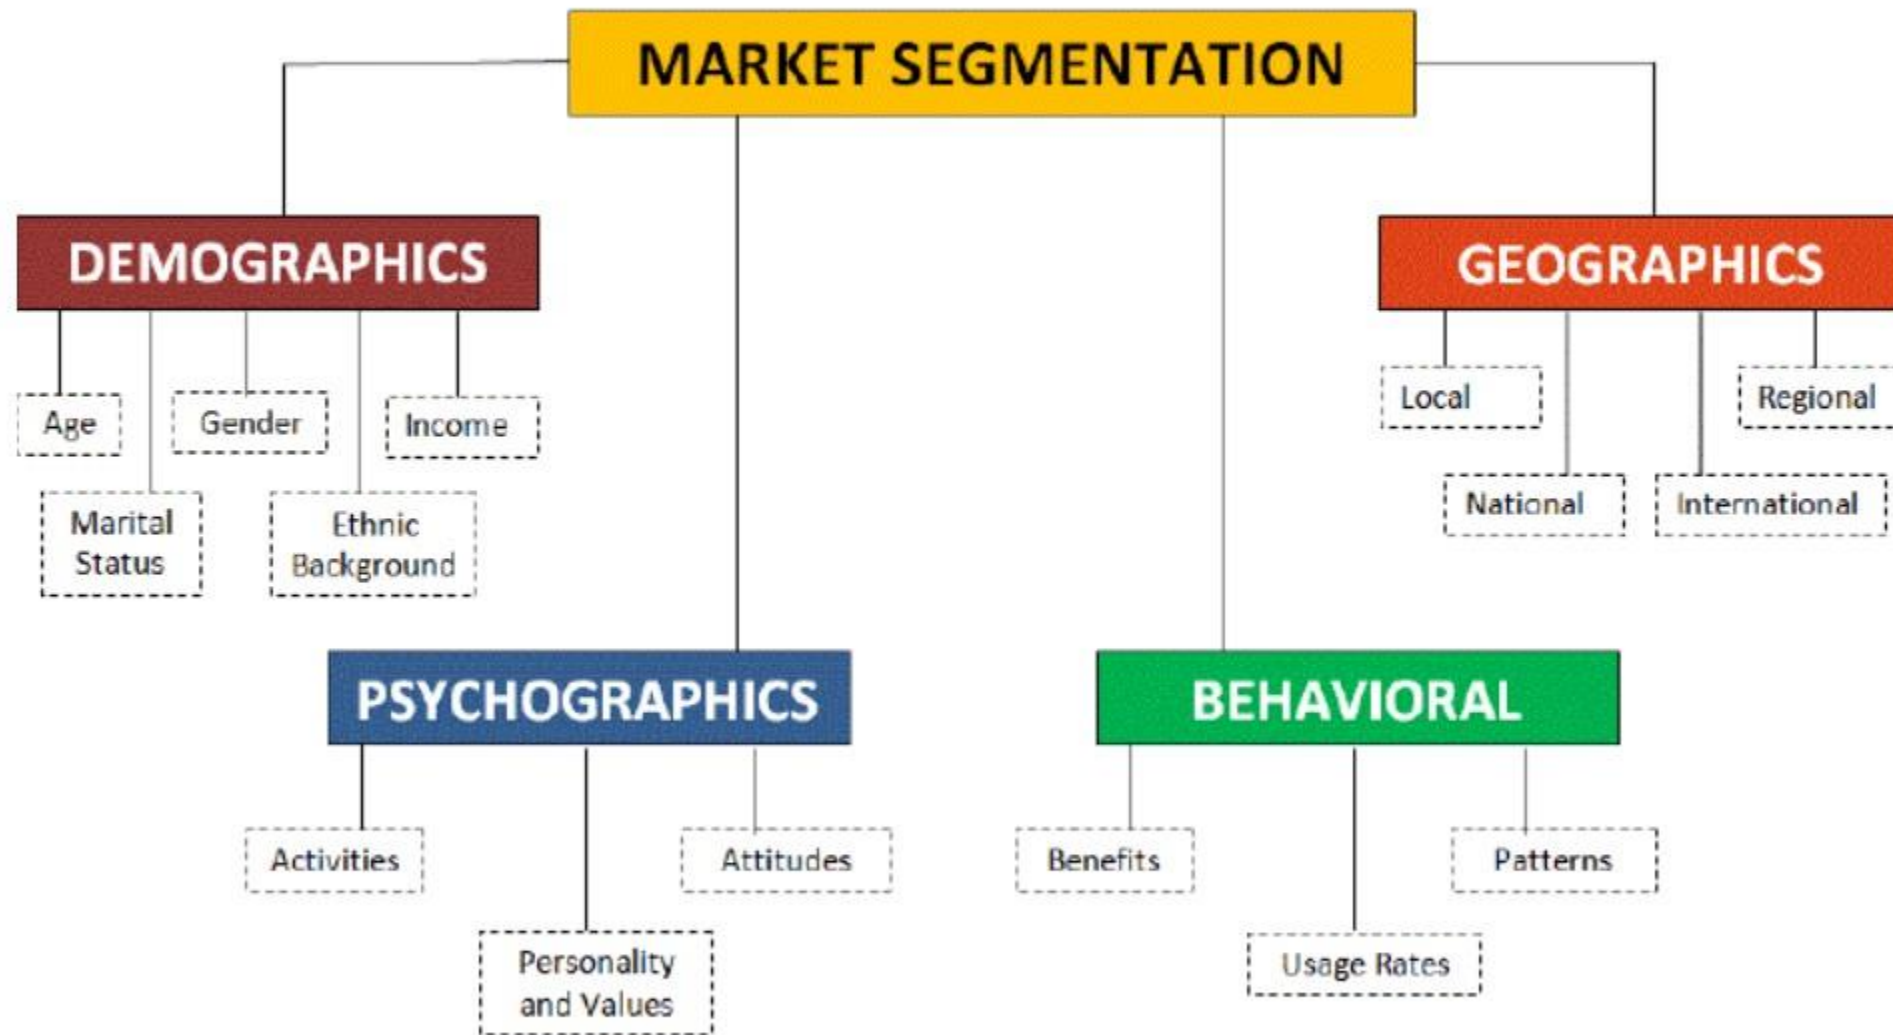 MARKET SEGMENTATION
DEMOGRAPHICS
GEOGRAPHICS
Age
Gender
Income
Marital
Status
Ethnic
Background
Local
Regional
National
International
PSYCHOGRAPHICS
BEHAVIORAL
Activities
Attitudes
Personality
and Values
Benefits
Patterns
Usage Rates